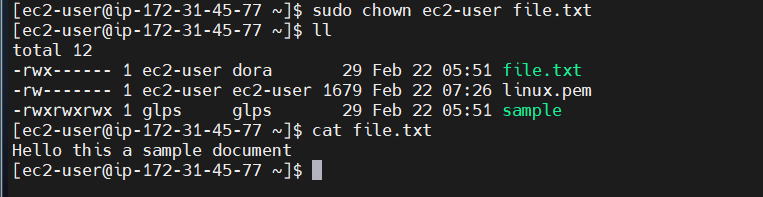 [ec2-user@ip-172-31-45-77 ~]$ sudo chown ec2-user file.txt
[ec2-user@ip-172-31-45-77 ~]$ ll
total 12
-rwx------ 1 ec2-user dora       29 Feb 22 05:51 file.txt
-rw------- 1 ec2-user ec2-user 1679 Feb 22 07:26 linux.pem
-rwxrwxrwx 1 glps     glps       29 Feb 22 05:51 sample
[ec2-user@ip-172-31-45-77 ~]$ cat file.txt
Hello this a sample document
[ec2-user@ip-172-31-45-77 ~]$